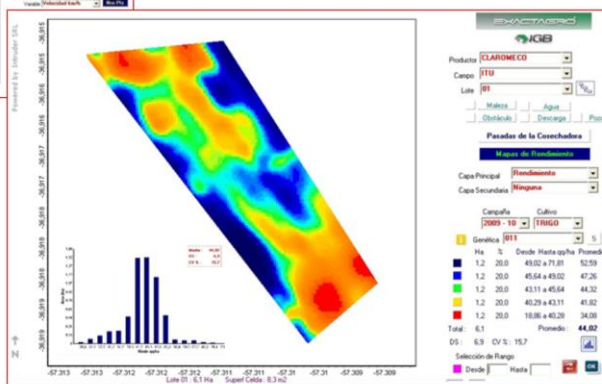 Variable Velocidad km/h
Mas Pts
Powered by Intruder SRL
-36,915
-36,915
-36,916
-36,916
-36,917
-36,917
-36,918
-36,918
-36,919
-36,919
EXACTAGRO
IGB
Productor CLAROMECO
Campo ITU
Lote 01
Maleza Agua
Obstáculo Descarga
Pasadas de la Cosechadora
Mapas de Rendimiento
Capa Principal Rendimiento
Capa Secundaria Ninguna
Campaña Cultivo
2009 - 10 TRIGO
Genética 011
Ha % Desde Hasta qq/ha Promedio
1.2 20.0 49,02 a 71,81 52,59
1.2 20.0 45,64 a 49,02 47,26
1.2 20.0 43,11 a 45,64 44,32
1.2 20.0 40,29 a 43,11 41,82
1.2 20.0 18,86 a 40,28 34,08
Total : 6.1 Promedio : 44,02
DS : 6.9 CV % : 15.7
Selección de Rango
Desde Hasta
OK
N
-57,313 -57,313 -57,312 -57,312 -57,311 -57,311 -57,310 -57,310 -57,309 -57,309
Lote 01 : 6,1 Ha Superf Celda : 8,3 m2